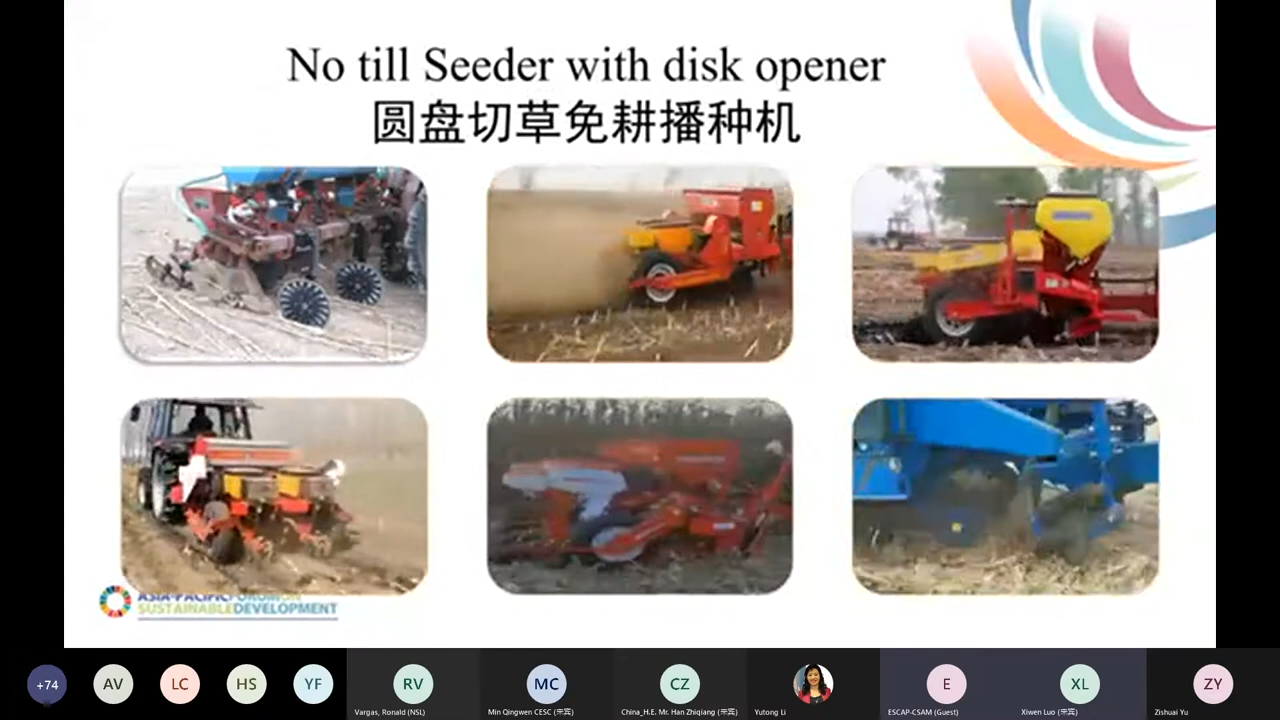 No till Seeder with disk opener
圆盘切草免耕播种机
ASIA-PACIFIC FORUM ON
SUSTAINABLE DEVELOPMENT
+74
AV
LC
HS
YF
RV
MC
CZ
E
XL
ZY
Vargas, Ronald (NSL)
Min Qingwen CESC (来宾)
China_H.E. Mr. Han Zhiqiang (来宾)
Yutong Li
ESCAP-CSAM (Guest)
Xiwen Luo (来宾)
Zishuai Yu